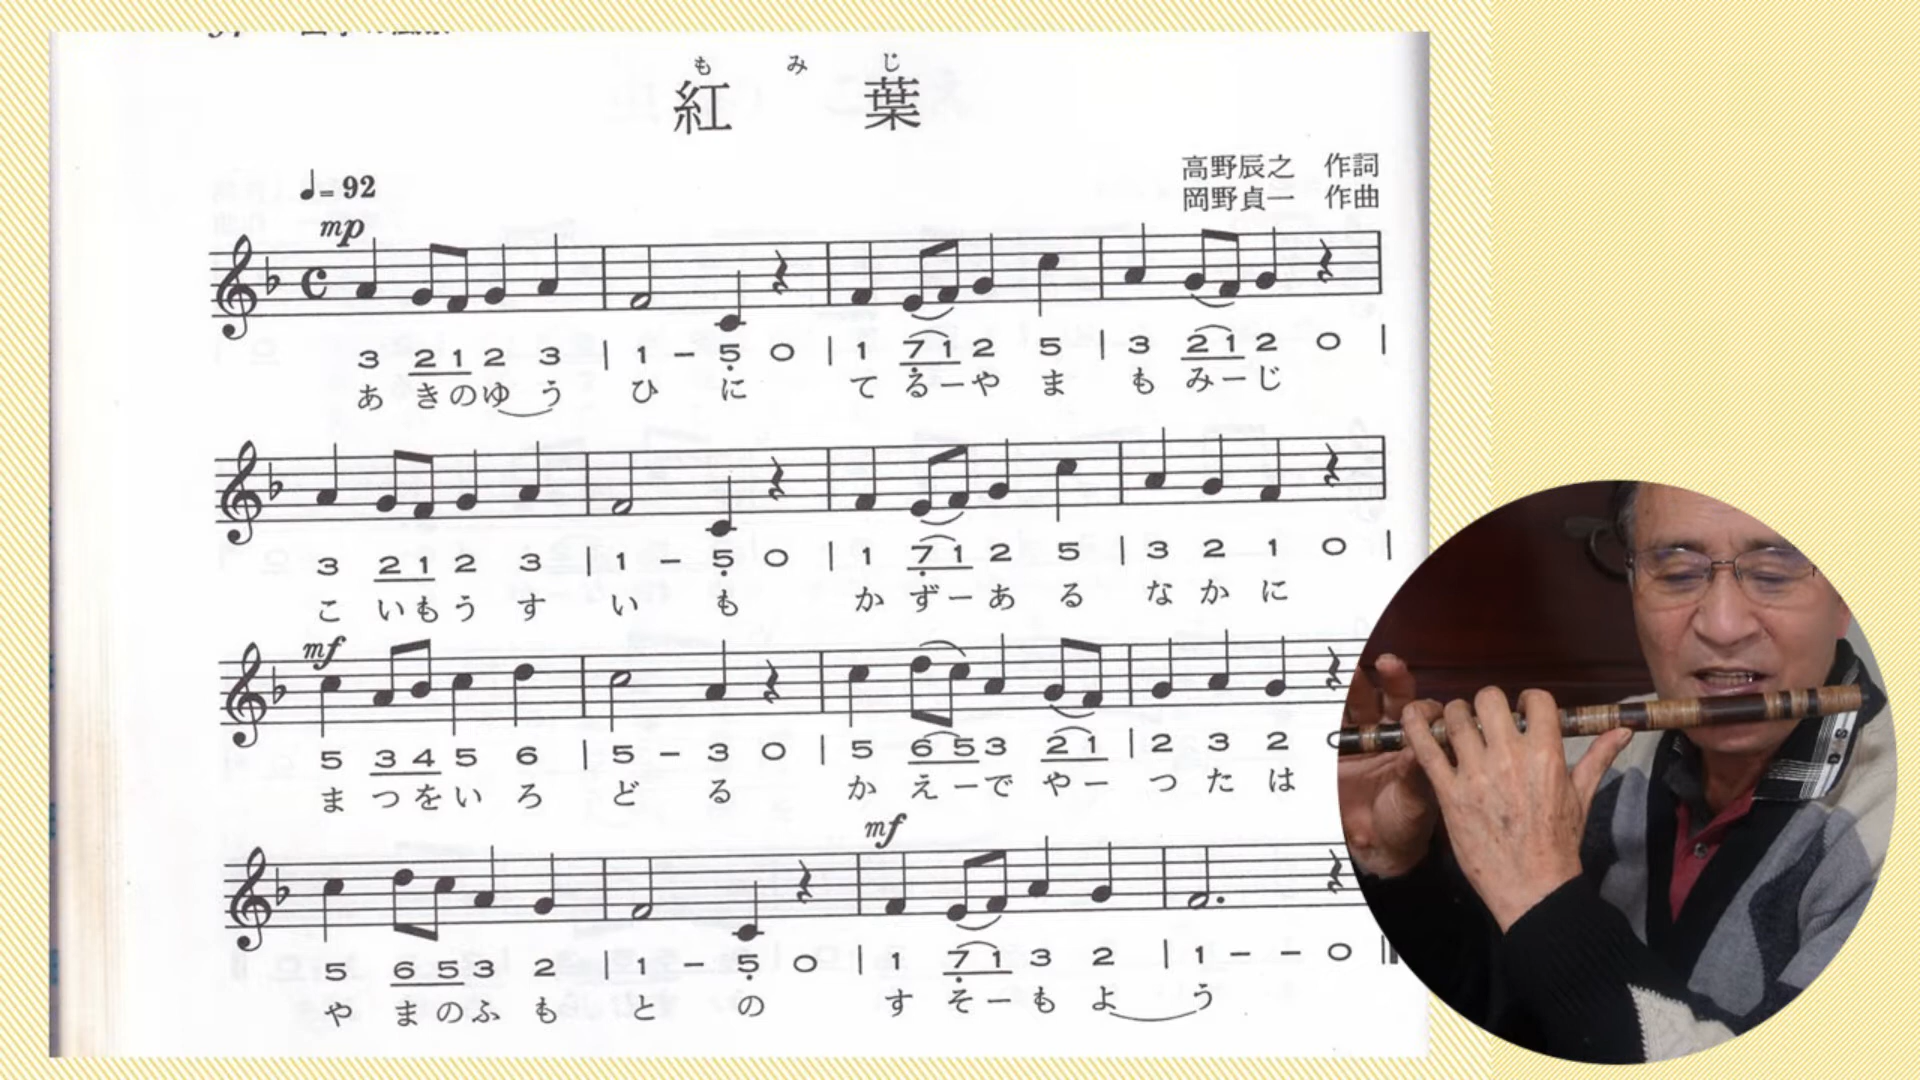 も み じ
紅 葉
高野辰之 作詞
岡野貞一 作曲
♩= 92
mp
3 2 1 2 3 | 1 - 5̣ 0 | 1 7̣ 1 2 5 | 3 2 1 2 0 |
あ き の ゆ う ひ に て る ー や ま も み ー じ
3 2 1 2 3 | 1 - 5̣ 0 | 1 7̣ 1 2 5 | 3 2 1 0 |
こ い も う す い も か ず ー あ る な か に
mf
5 3 4 5 6 | 5 - 3 0 | 5 6 5 3 2 1 | 2 3 2
ま つ を い ろ ど る か え ー で や ー つ た は
mf
5 6 5 3 2 | 1 - 5̣ 0 | 1 7̣ 1 3 2 | 1 - - 0
や ま の ふ も と の す そ ー も よ う